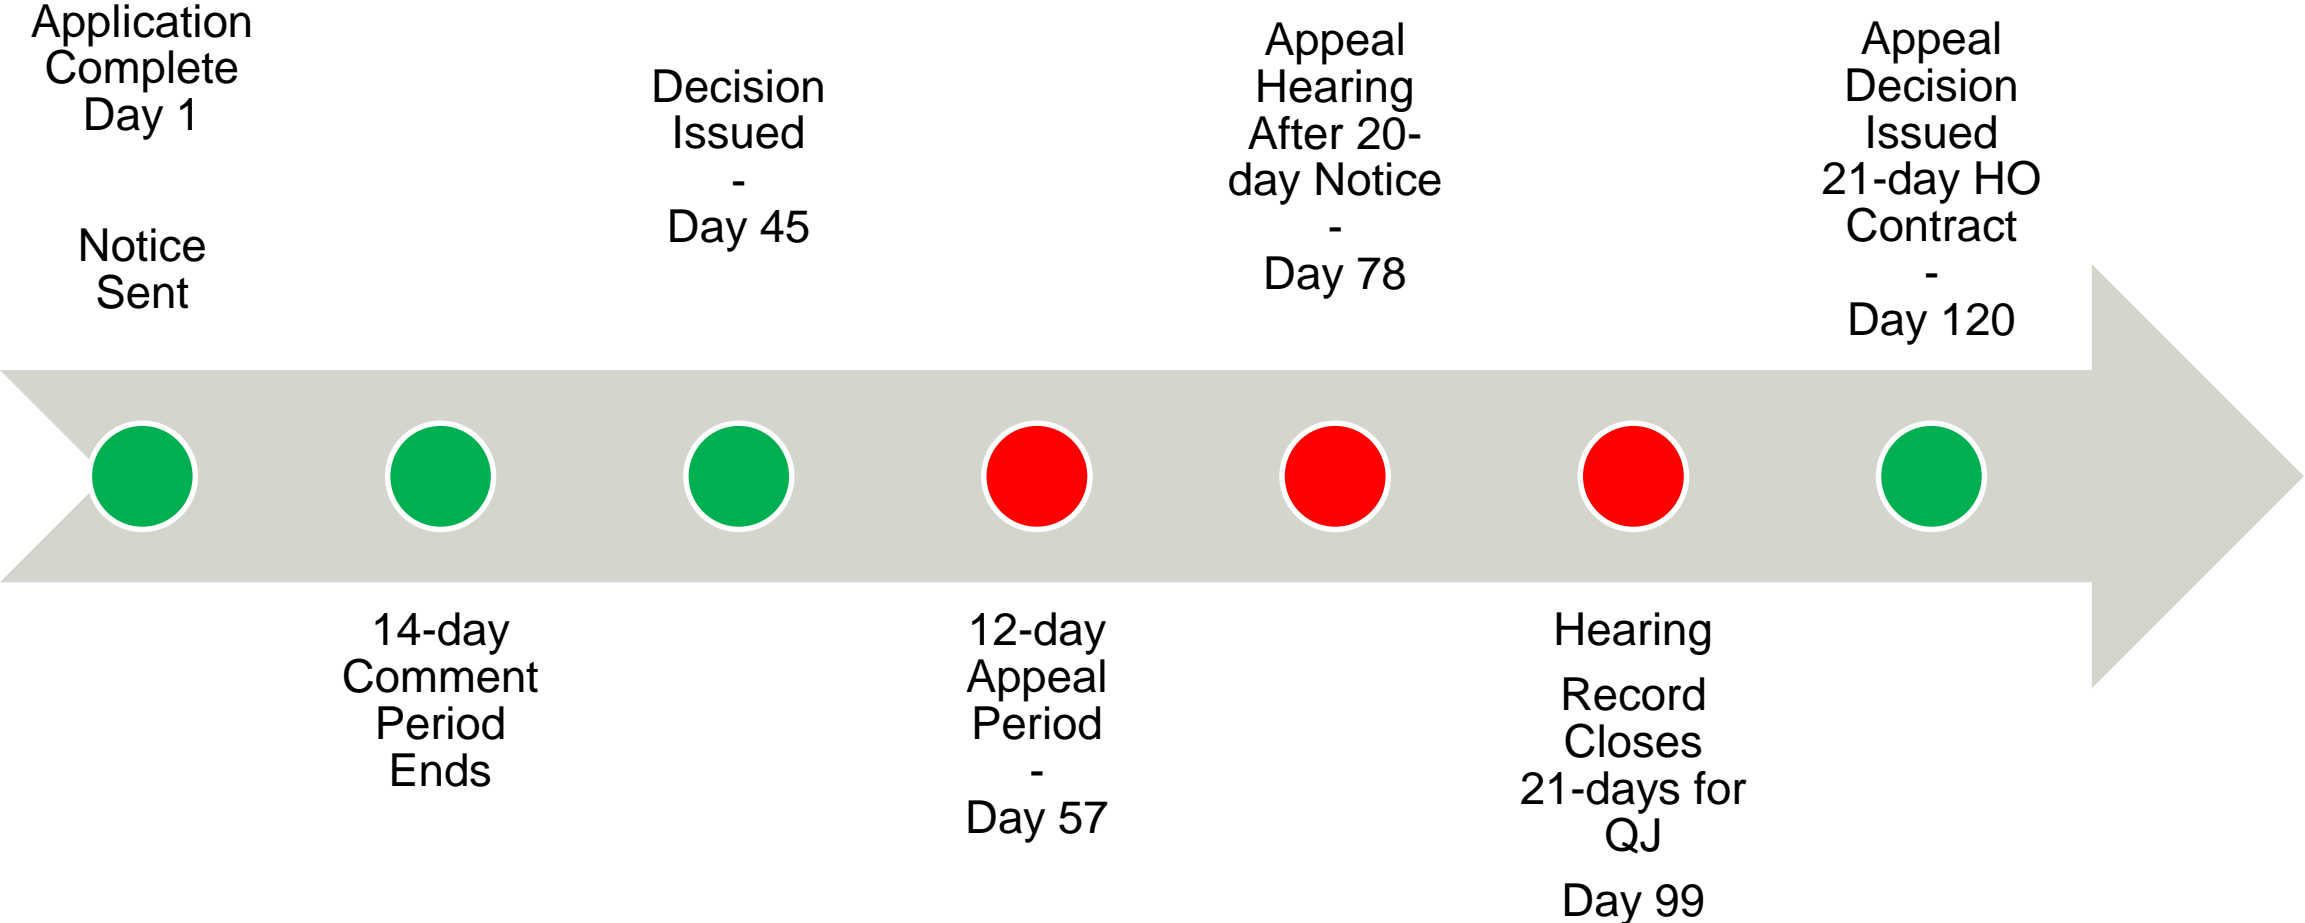 Application
Complete
Day 1
Notice
Sent
14-day
Comment
Period
Ends
Decision
Issued
-
Day 45
12-day
Appeal
Period
-
Day 57
Appeal
Hearing
After 20-
day Notice
-
Day 78
Hearing
Record
Closes
21-days for
QJ
Day 99
Appeal
Decision
Issued
21-day HO
Contract
-
Day 120